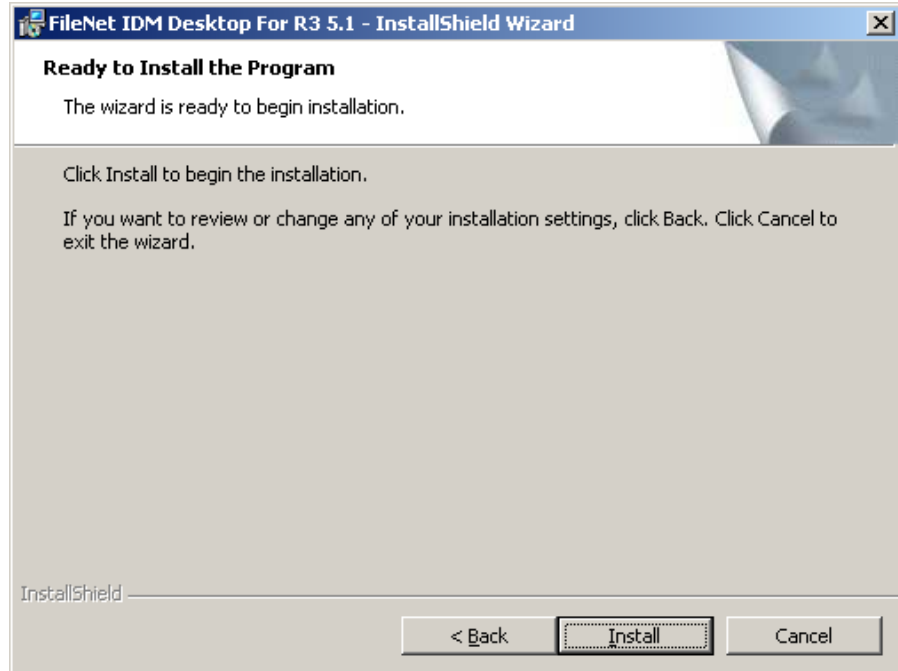 FileNet IDM Desktop For R3 5.1 - InstallShield Wizard
Ready to Install the Program
The wizard is ready to begin installation.
Click Install to begin the installation.
If you want to review or change any of your installation settings, click Back. Click Cancel to
exit the wizard.
InstallShield
< Back
Install
Cancel